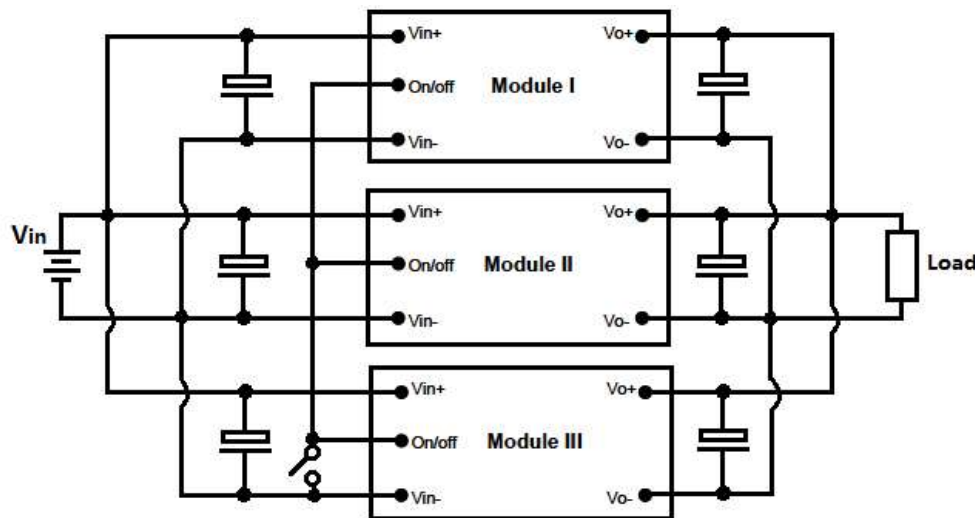 Vin+ Vo+
On/off Module I
Vin- Vo-
Vin+ Vo+
Vin
On/off Module II Load
Vin- Vo-
Vin+ Vo+
On/off Module III
Vin- Vo-